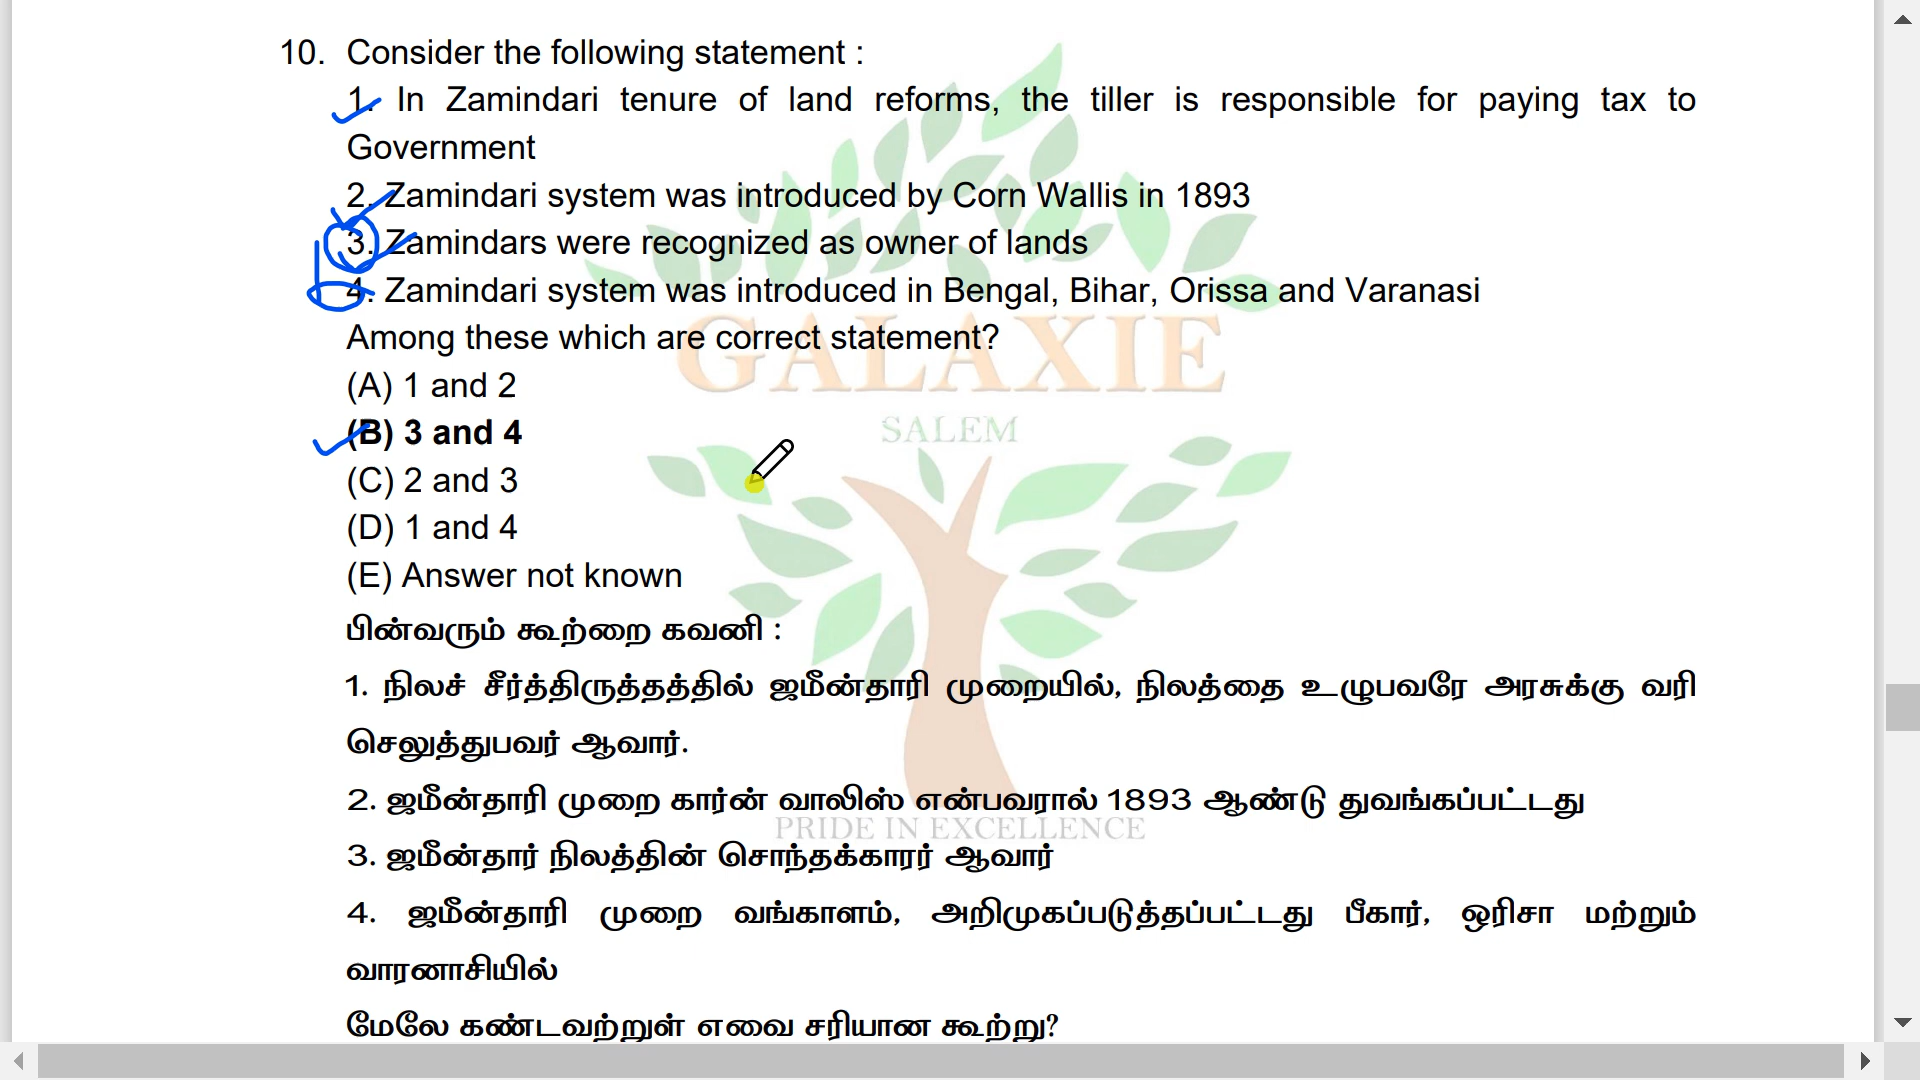 10. Consider the following statement :
1. In Zamindari tenure of land reforms, the tiller is responsible for paying tax to
Government
2. Zamindari system was introduced by Corn Wallis in 1893
3. Zamindars were recognized as owner of lands
4. Zamindari system was introduced in Bengal, Bihar, Orissa and Varanasi
Among these which are correct statement?
GALAXIE
(A) 1 and 2
(B) 3 and 4
SALEM
(C) 2 and 3
(D) 1 and 4
(E) Answer not known
பின்வரும் கூற்றை கவனி :
1. நிலச் சீர்த்திருத்தத்தில் ஜமீன்தாரி முறையில், நிலத்தை உழுபவரே அரசுக்கு வரி
செலுத்துபவர் ஆவார்.
2. ஜமீன்தாரி முறை கார்ன் வாலிஸ் என்பவரால் 1893 ஆண்டு துவங்கப்பட்டது
PRIDE IN EXCELLENCE
3. ஜமீன்தார் நிலத்தின் சொந்தக்காரர் ஆவார்
4. ஜமீன்தாரி முறை வங்காளம், அறிமுகப்படுத்தப்பட்டது பீகார், ஒரிசா மற்றும்
வாரனாசியில்
மேலே கண்டவற்றுள் எவை சரியான கூற்று?